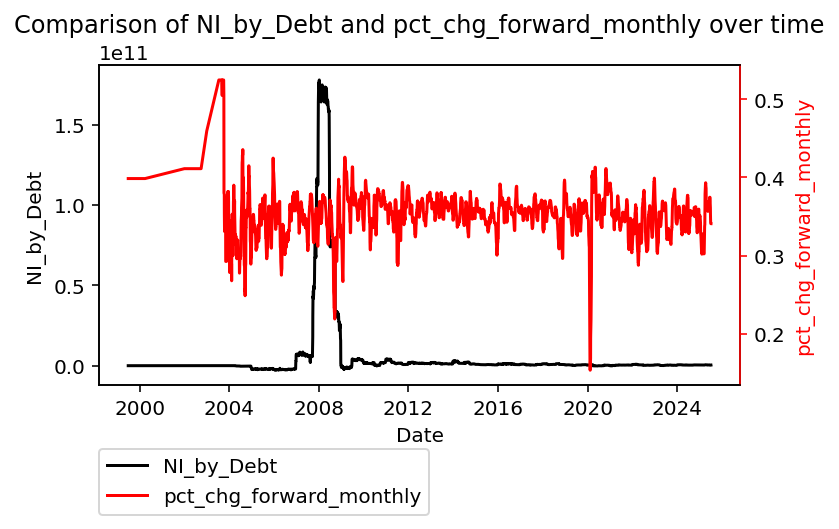 Comparison of NI_by_Debt and pct_chg_forward_monthly over time
1e11
1.5
1.0
0.5
0.0
NI_by_Debt
0.5
0.4
0.3
0.2
pct_chg_forward_monthly
2000 2004 2008 2012 2016 2020 2024
Date
NI_by_Debt
pct_chg_forward_monthly